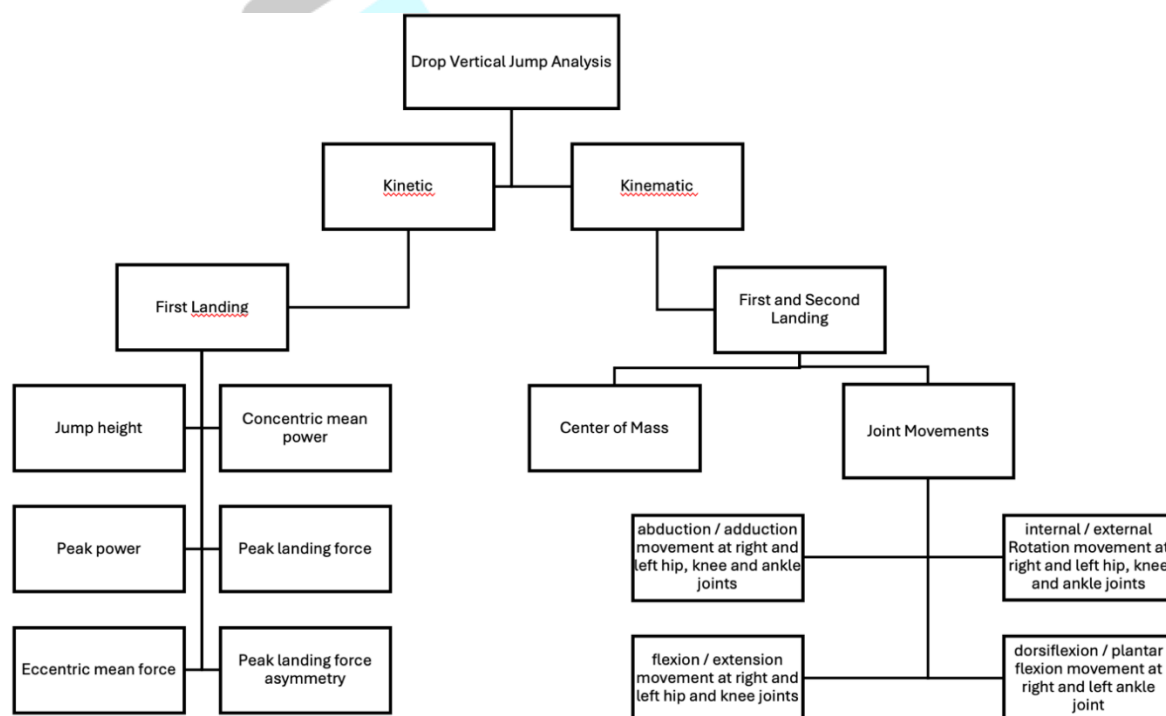 Drop Vertical Jump Analysis
Kinetic
Kinematic
First Landing
First and Second
Landing
Jump height
Concentric mean
power
Center of Mass
Joint Movements
Peak power
Peak landing force
abduction / adduction
movement at right and
left hip, knee and ankle
joints
internal / external
Rotation movement at
right and left hip, knee
and ankle joints
Eccentric mean force
Peak landing force
asymmetry
flexion / extension
movement at right and
left hip and knee joints
dorsiflexion / plantar
flexion movement at
right and left ankle
joint